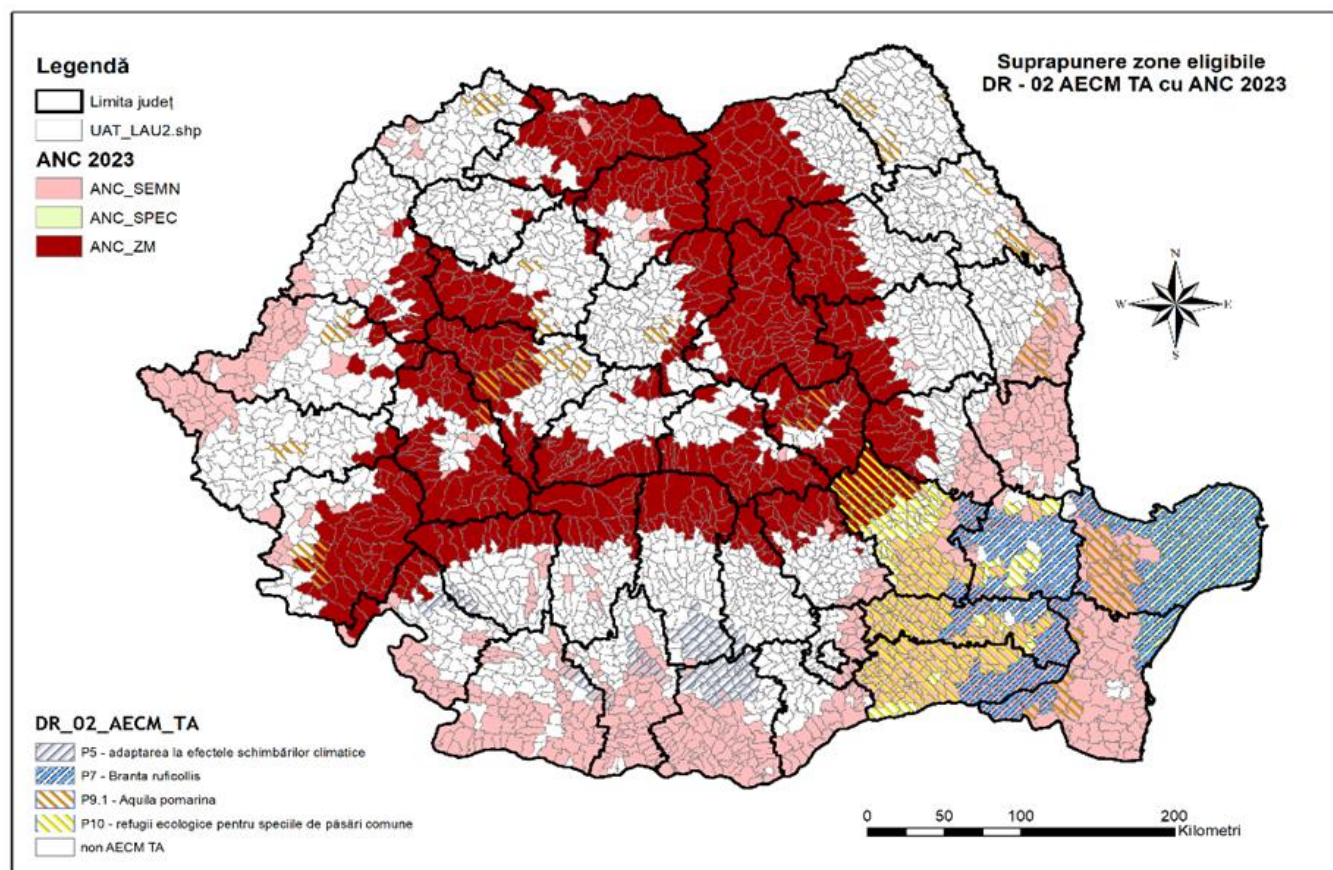 Suprapunere zone eligibile
DR - 02 AECM TA cu ANC 2023
Legendă
Limita județ
UAT_LAU2.shp
ANC 2023
ANC_SEMN
ANC_SPEC
ANC_ZM
N
W
E
S
DR_02_AECM_TA
P5 - adaptarea la efectele schimbărilor climatice
P7 - Branta ruficollis
P9.1 - Aquila pomarina
P10 - refugii ecologice pentru speciile de păsări comune
non AECM TA
0 50 100 200
Kilometri